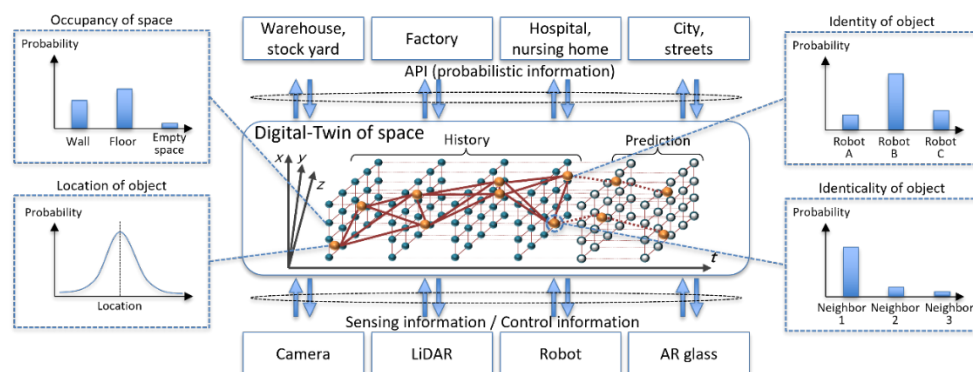 Occupancy of space
Probability
Wall
Floor
Empty
space
Location of object
Probability
Location
Warehouse,
stock yard
Factory
Hospital,
nursing home
City,
streets
API (probabilistic information)
Digital-Twin of space
History
Prediction
x
y
z
t
Sensing information / Control information
Camera
LiDAR
Robot
AR glass
Identity of object
Probability
Robot
A
Robot
B
Robot
C
Identicality of object
Probability
Neighbor
1
Neighbor
2
Neighbor
3